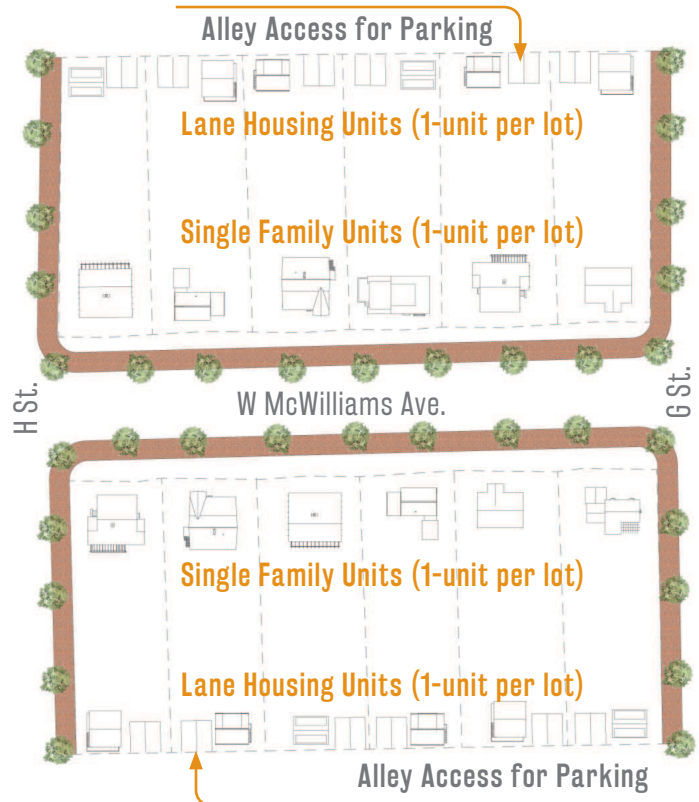 Alley Access for Parking
Lane Housing Units (1-unit per lot)
Single Family Units (1-unit per lot)
H St.
W McWilliams Ave.
G St.
Single Family Units (1-unit per lot)
Lane Housing Units (1-unit per lot)
Alley Access for Parking